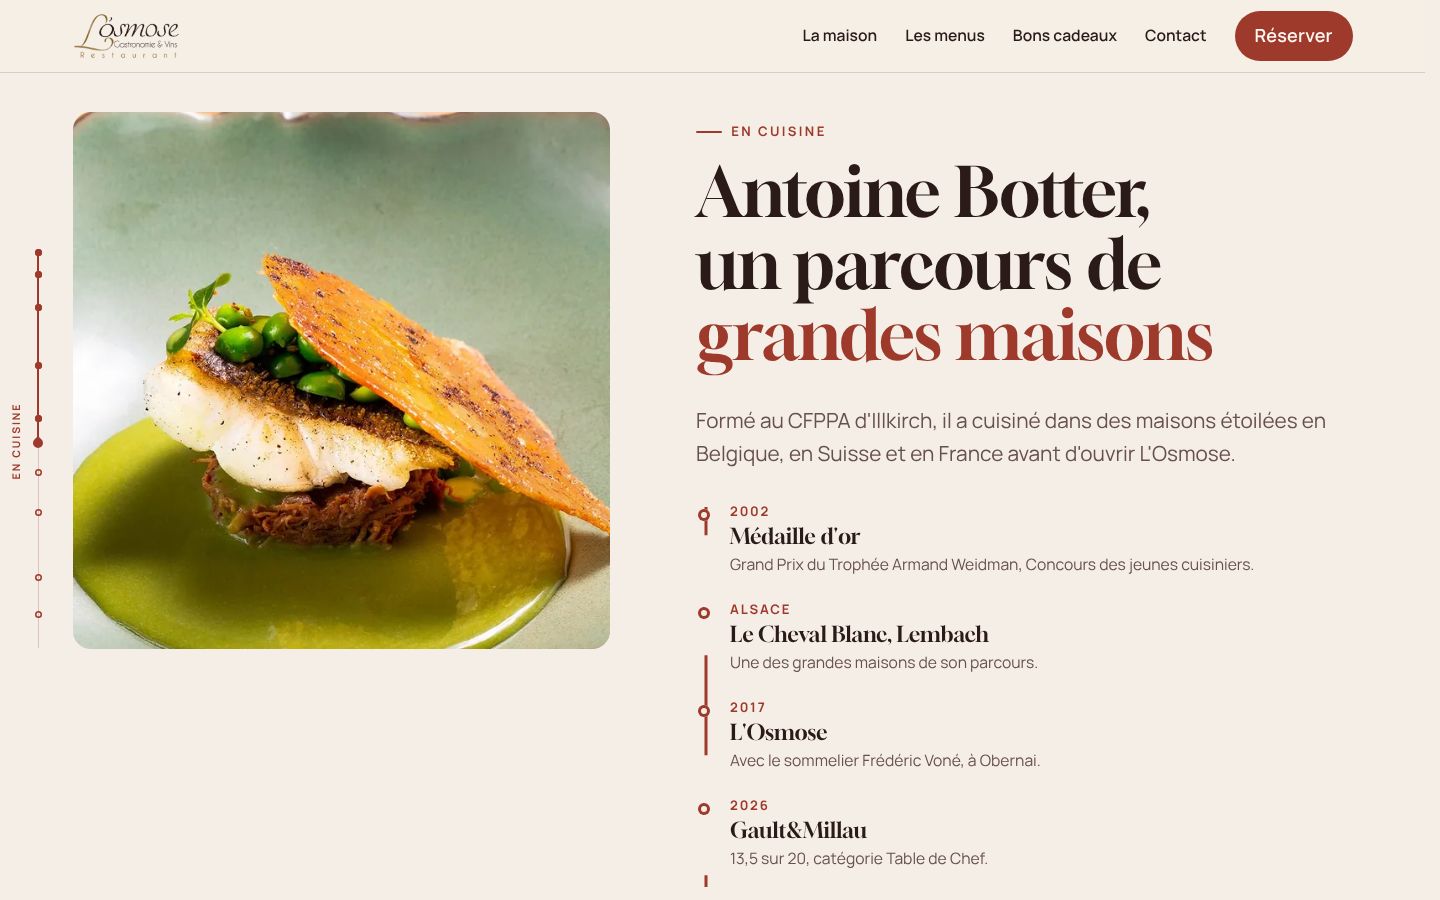 L'osmose
Gastronomie & Vins
Restaurant
La maison
Les menus
Bons cadeaux
Contact
Réserver
EN CUISINE
EN CUISINE
Antoine Botter,
un parcours de
grandes maisons
Formé au CFPPA d'Illkirch, il a cuisiné dans des maisons étoilées en
Belgique, en Suisse et en France avant d'ouvrir L'Osmose.
2002
Médaille d'or
Grand Prix du Trophée Armand Weidman, Concours des jeunes cuisiniers.
ALSACE
Le Cheval Blanc, Lembach
Une des grandes maisons de son parcours.
2017
L'Osmose
Avec le sommelier Frédéric Voné, à Obernai.
2026
Gault&Millau
13,5 sur 20, catégorie Table de Chef.